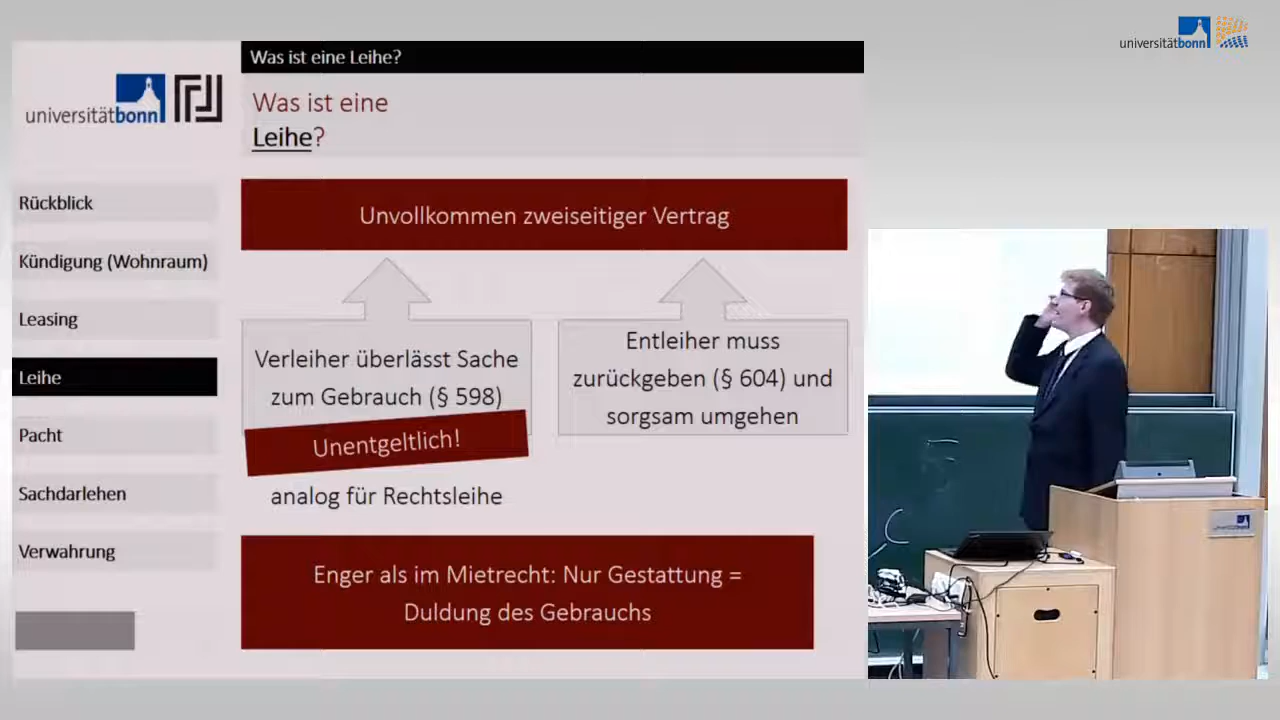 universitätbonn
Was ist eine Leihe?
universitätbonn
Was ist eine
Leihe?
Rückblick
Kündigung (Wohnraum)
Leasing
Leihe
Pacht
Sachdarlehen
Verwahrung
Unvollkommen zweiseitiger Vertrag
Verleiher überlässt Sache
zum Gebrauch (§ 598)
Unentgeltlich!
analog für Rechtsleihe
Entleiher muss
zurückgeben (§ 604) und
sorgsam umgehen
Enger als im Mietrecht: Nur Gestattung =
Duldung des Gebrauchs